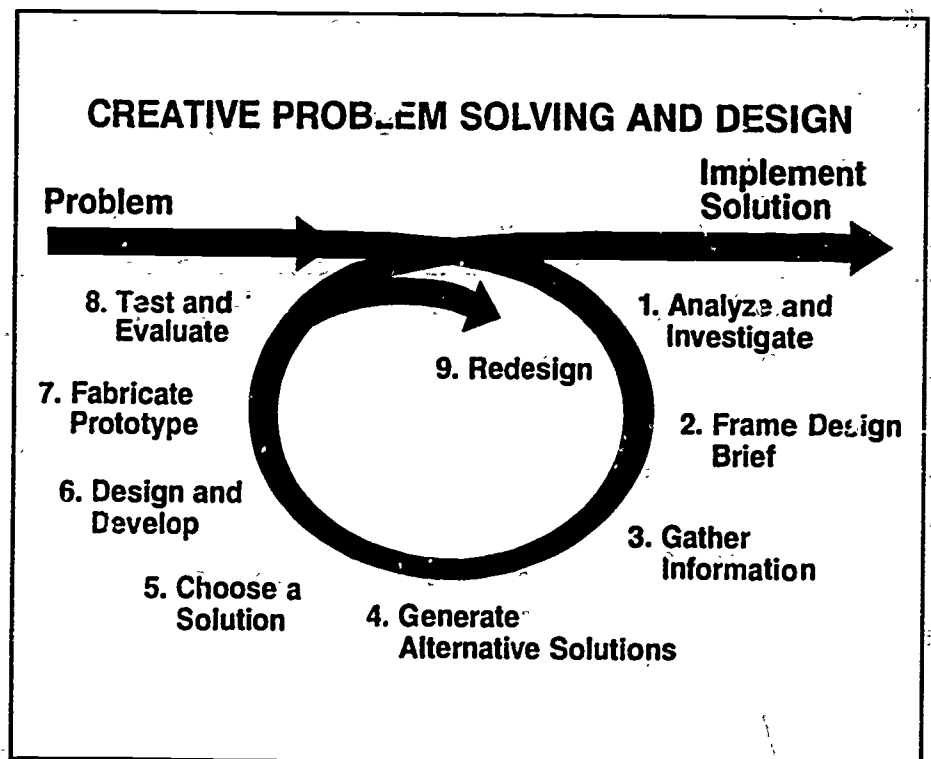 CREATIVE PROBLEM SOLVING AND DESIGN
Problem
Implement
Solution
8. Test and
Evaluate
1. Analyze and
Investigate
9. Redesign
7. Fabricate
Prototype
2. Frame Design
Brief
6. Design and
Develop
3. Gather
Information
5. Choose a
Solution
4. Generate
Alternative Solutions